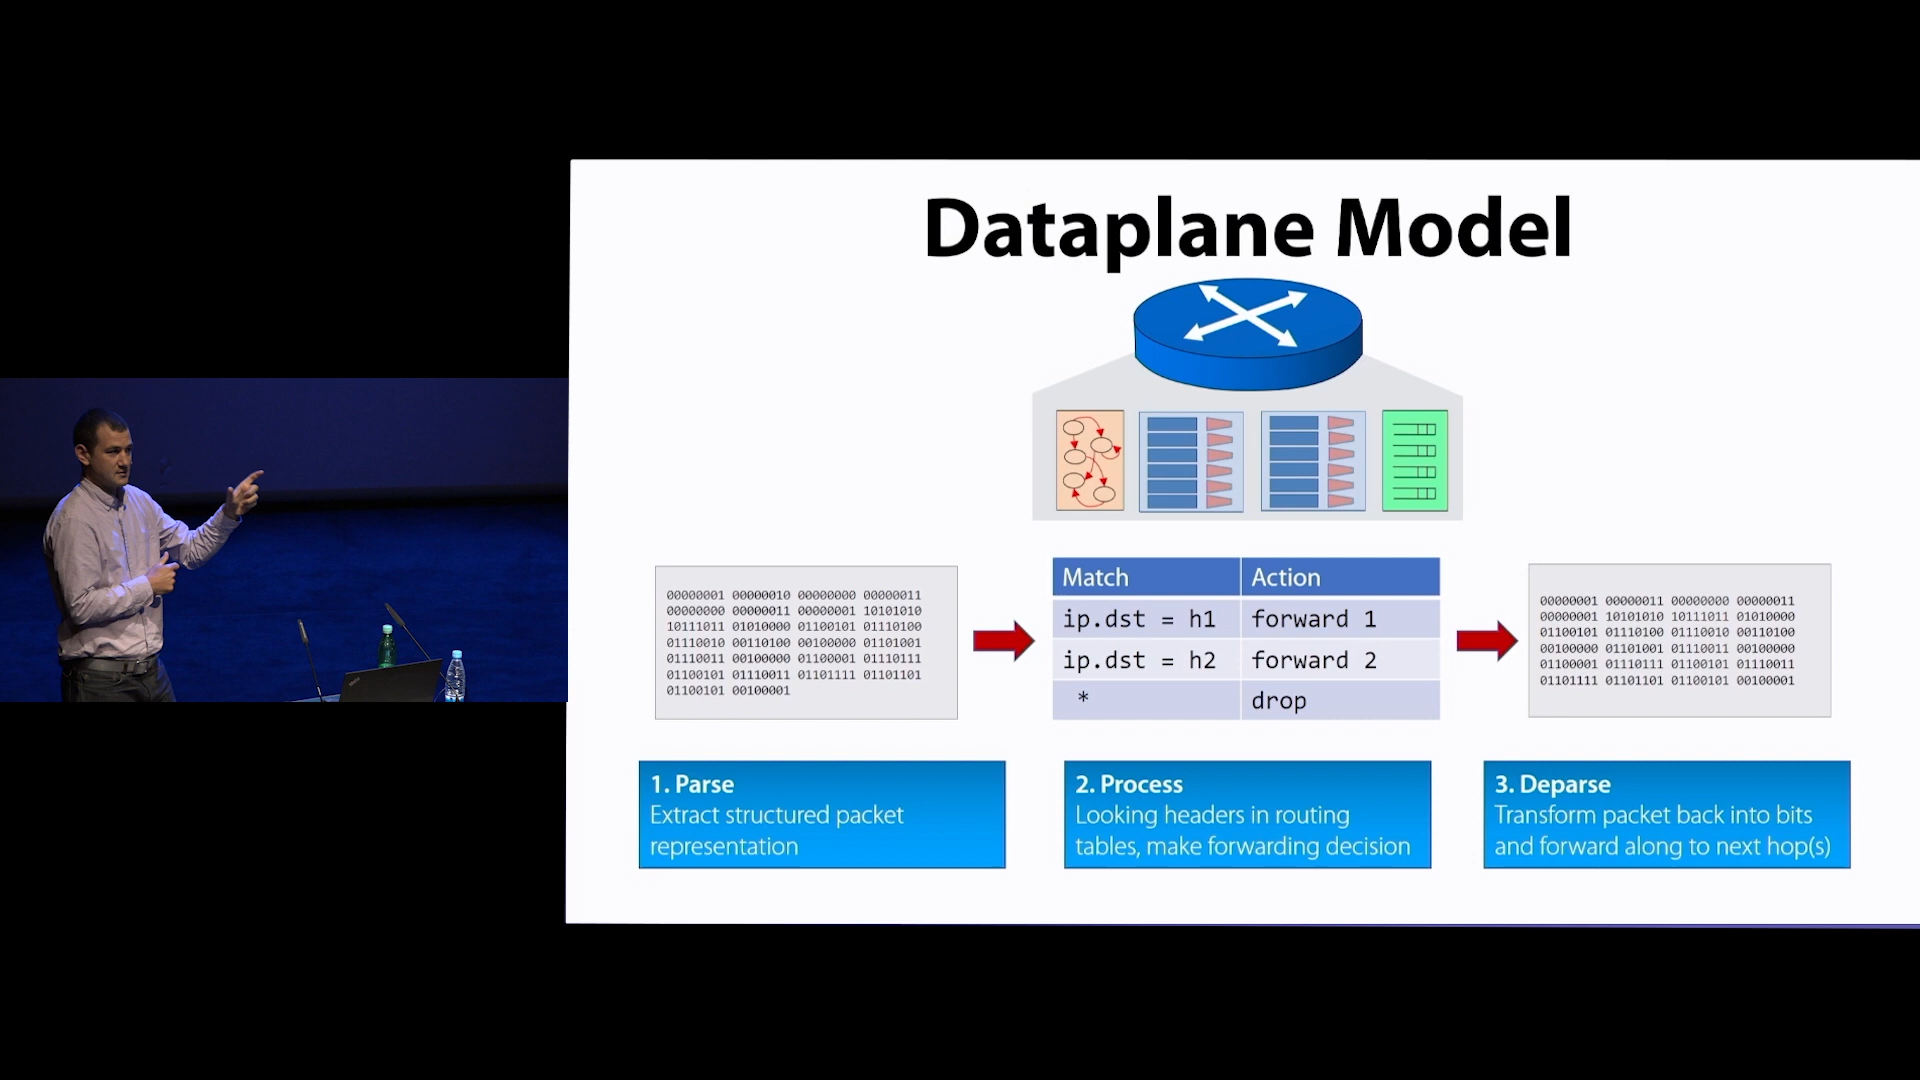 Dataplane Model
00000001 00000010 00000000 00000011
00000000 00000011 00000001 10101010
10111011 01010000 01100101 01110100
01110010 00110100 00100000 01101001
01110011 00100000 01100001 01110111
01100101 01110011 01101111 01101101
01100101 00100001
Match Action
ip.dst = h1 forward 1
ip.dst = h2 forward 2
* drop
00000001 00000011 00000000 00000011
00000001 10101010 10111011 01010000
01100101 01110100 01110010 00110100
00100000 01101001 01110011 00100000
01100001 01110111 01100101 01110011
01101111 01101101 01100101 00100001
1. Parse
Extract structured packet
representation
2. Process
Looking headers in routing
tables, make forwarding decision
3. Deparse
Transform packet back into bits
and forward along to next hop(s)